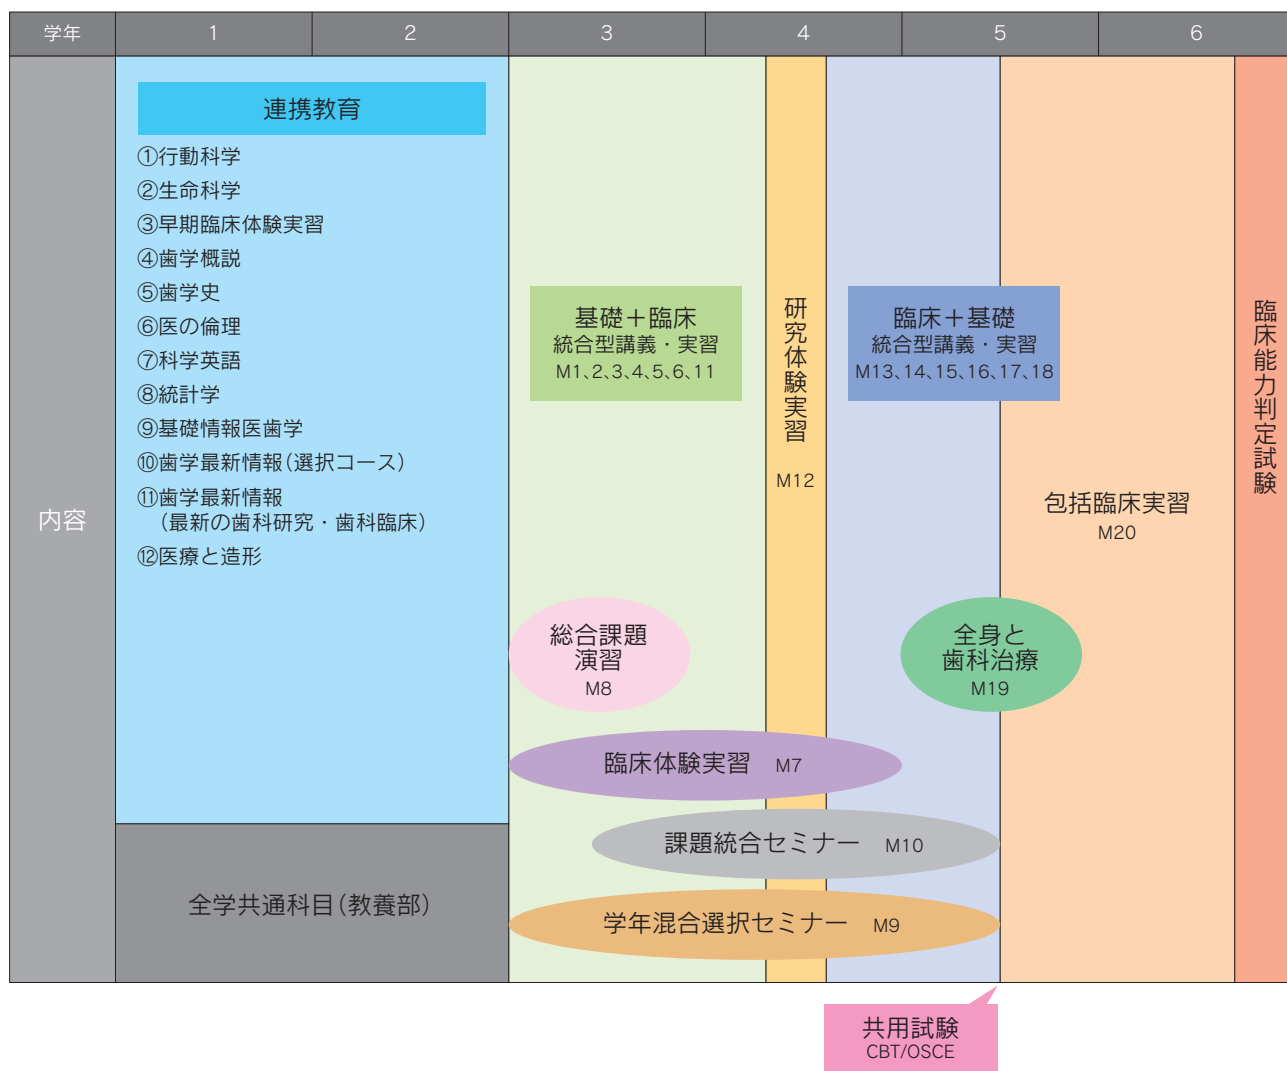 学年 1 2 3 4 5 6
内容
連携教育
①行動科学
②生命科学
③早期臨床体験実習
④歯学概説
⑤歯学史
⑥医の倫理
⑦科学英語
⑧統計学
⑨基礎情報医歯学
⑩歯学最新情報(選択コース)
⑪歯学最新情報
(最新の歯科研究・歯科臨床)
⑫医療と造形
全学共通科目(教養部)
基礎+臨床
統合型講義・実習
M1、2、3、4、5、6、11
研究体験実習
M12
臨床+基礎
統合型講義・実習
M13、14、15、16、17、18
包括臨床実習
M20
臨床能力判定試験
総合課題
演習
M8
全身と
歯科治療
M19
臨床体験実習 M7
課題統合セミナー M10
学年混合選択セミナー M9
共用試験
CBT/OSCE